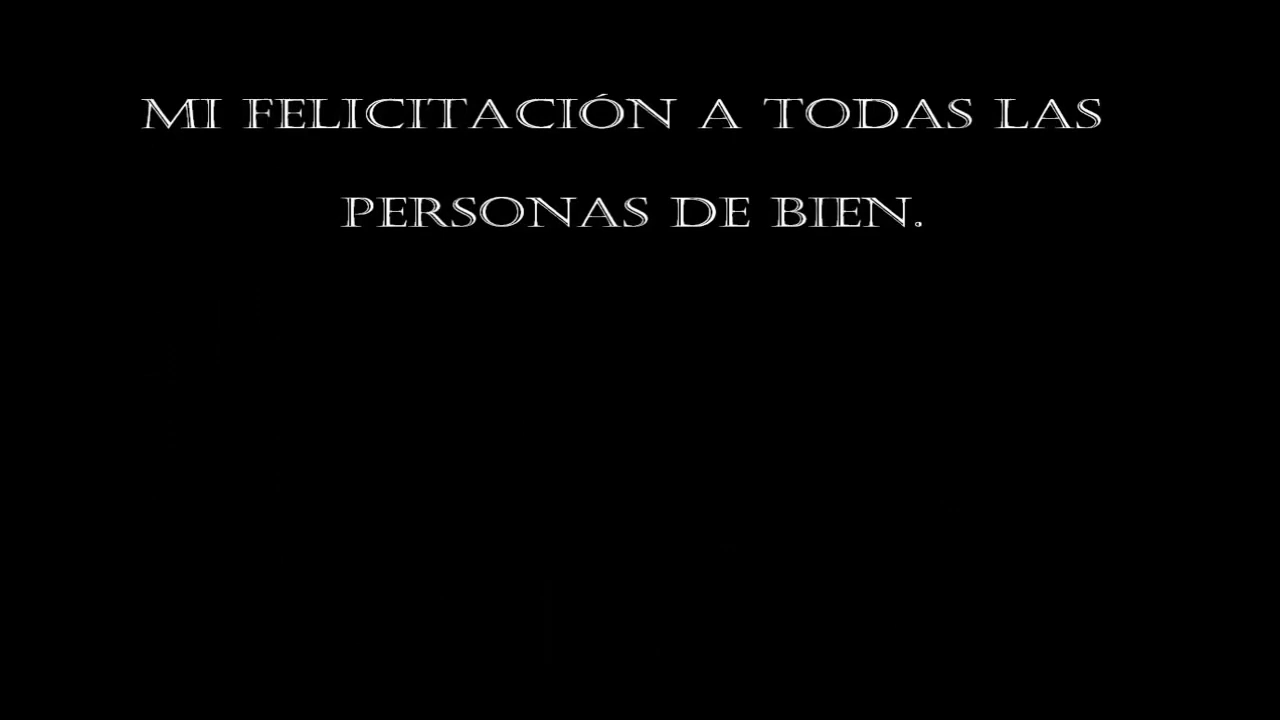 MI FELICITACIÓN A TODAS LAS
PERSONAS DE BIEN.